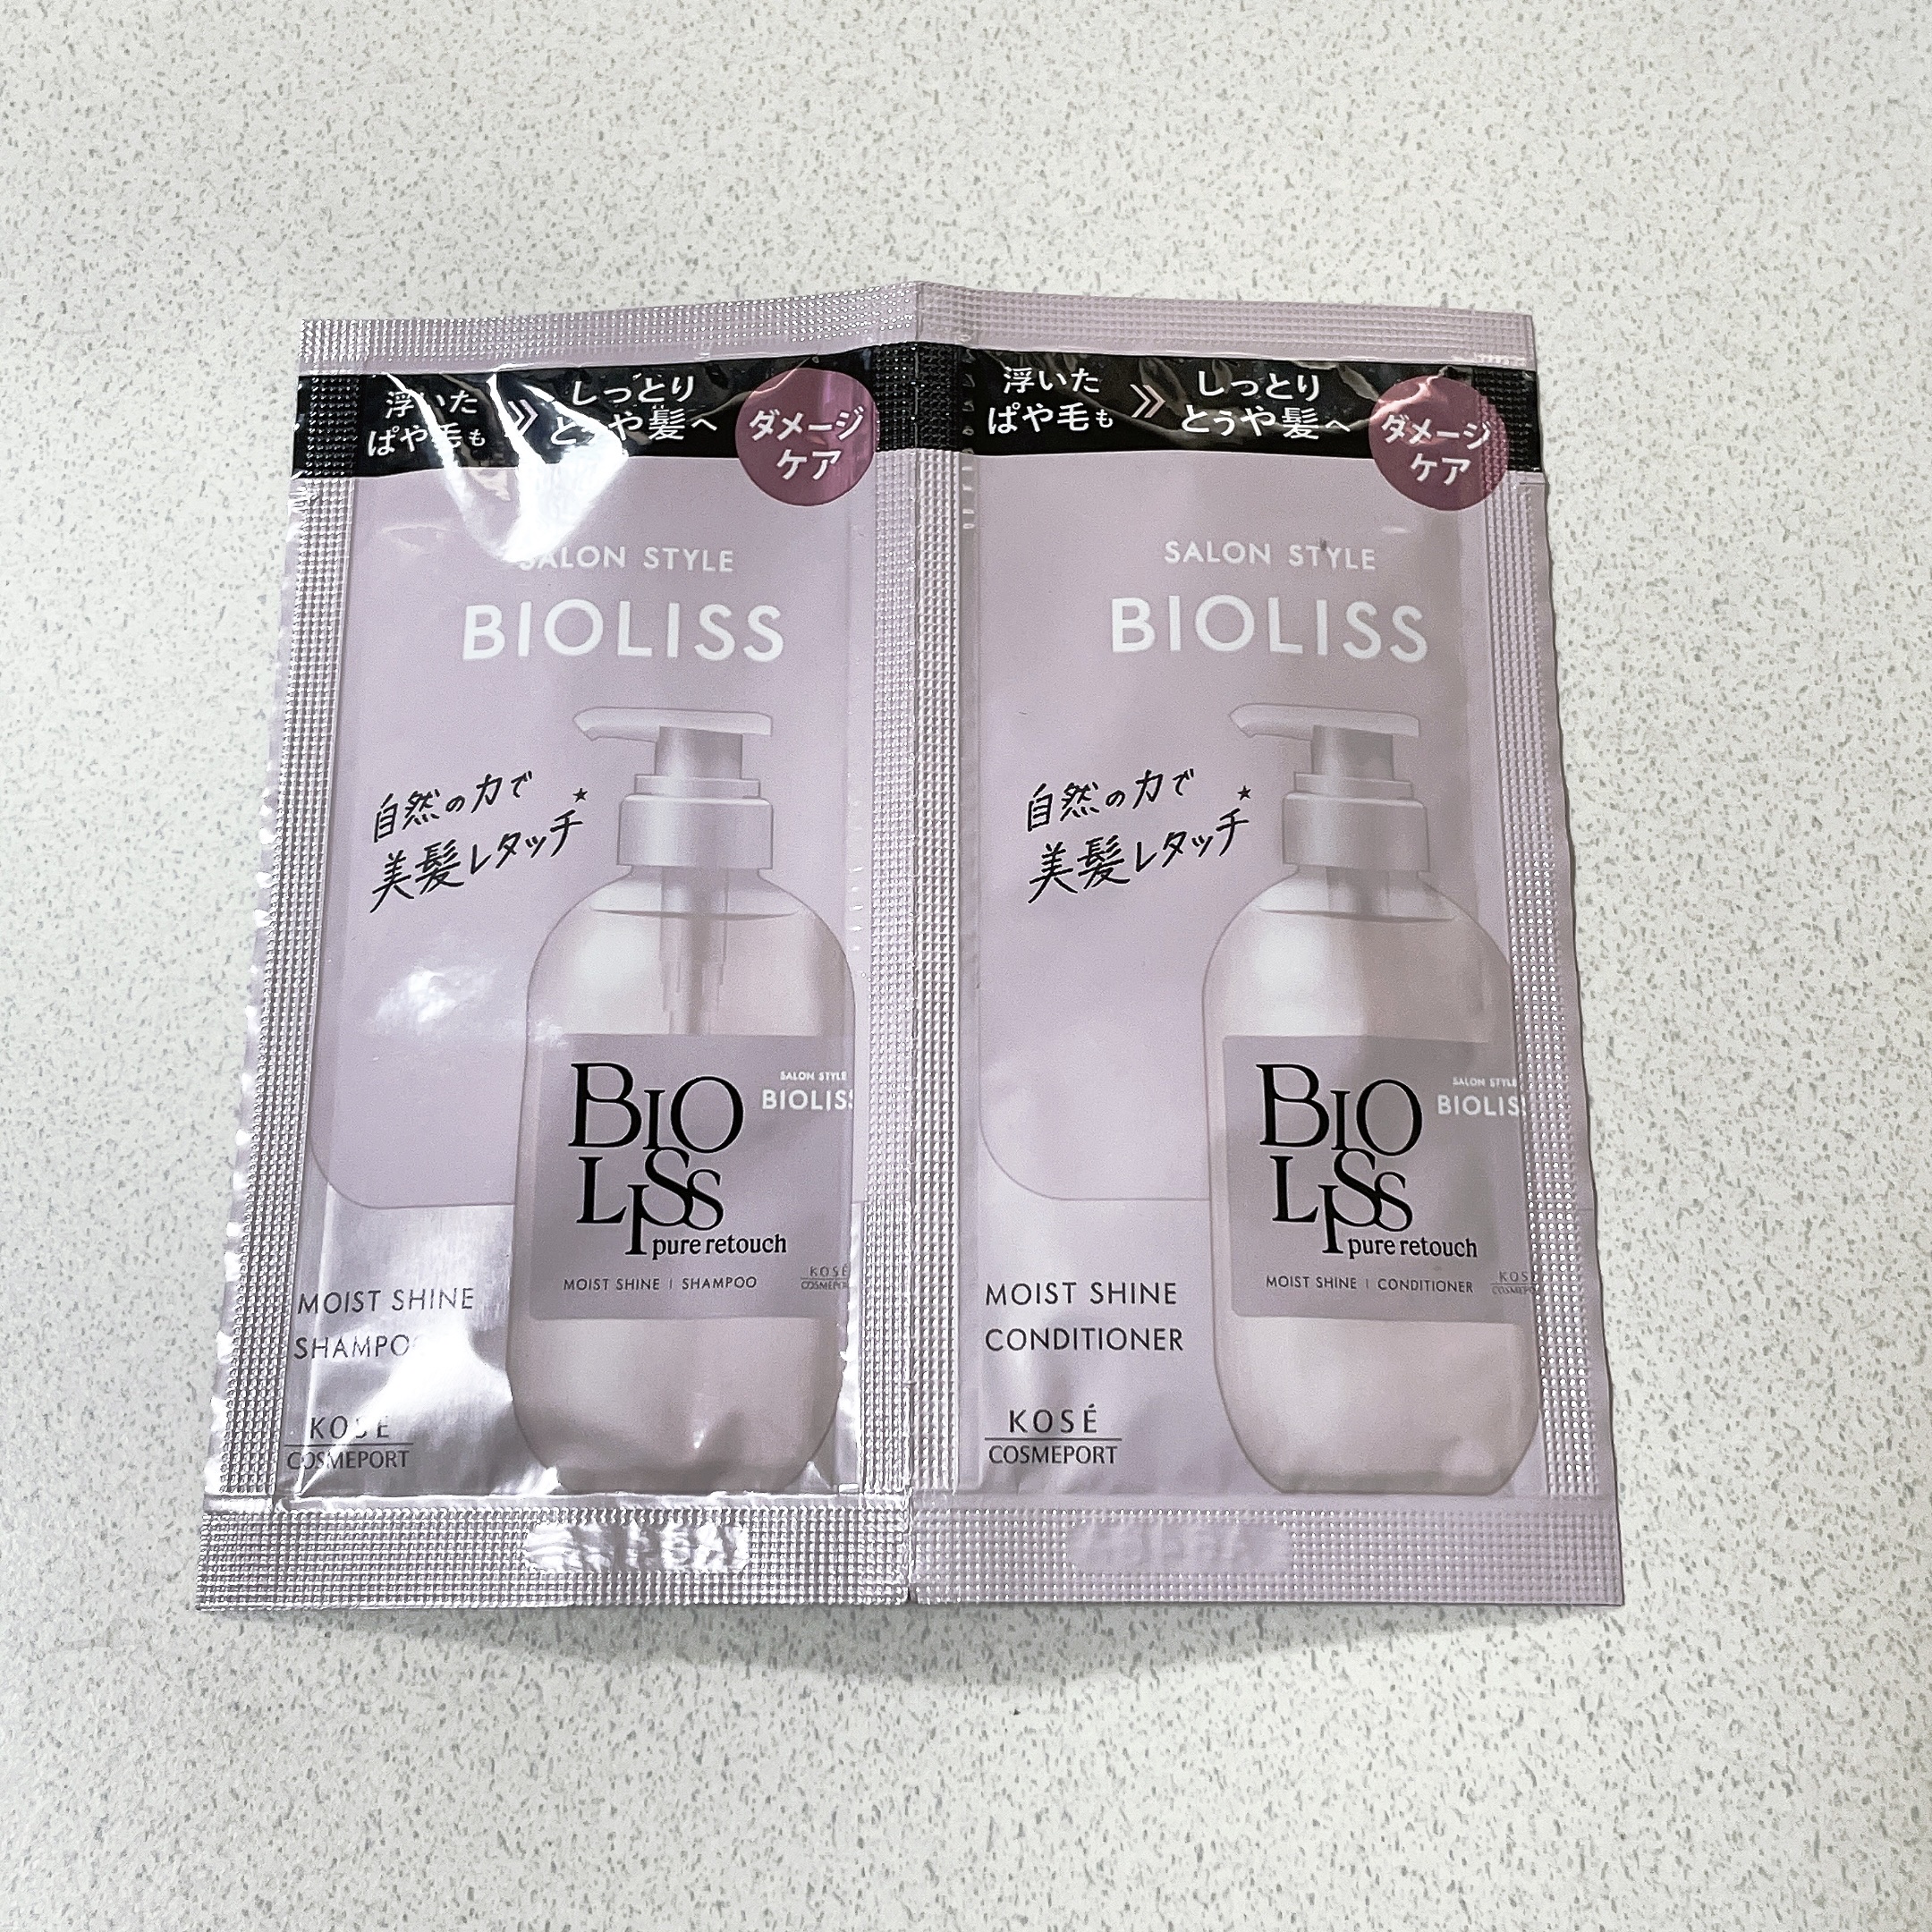 浮いた
ぱや毛も
»
しっとり
とぅや髪へ
ダメージ
ケア
SALON STYLE
BIOLISS
自然の力で
美髪レタッチ
BIO
LISS
pure retouch
SALON STYLE
BIOLISS
MOIST SHINE | SHAMPOO
KOSÉ
MOIST SHINE
SHAMPOO
KOSÉ
COSMEPORT
浮いた
ぱや毛も
»
しっとり
とぅや髪へ
ダメージ
ケア
SALON STYLE
BIOLISS
自然の力で
美髪レタッチ
BIO
LISS
pure retouch
SALON STYLE
BIOLIS
MOIST SHINE | CONDITIONER
KOS
MOIST SHINE
CONDITIONER
KOSÉ
COSMEPORT